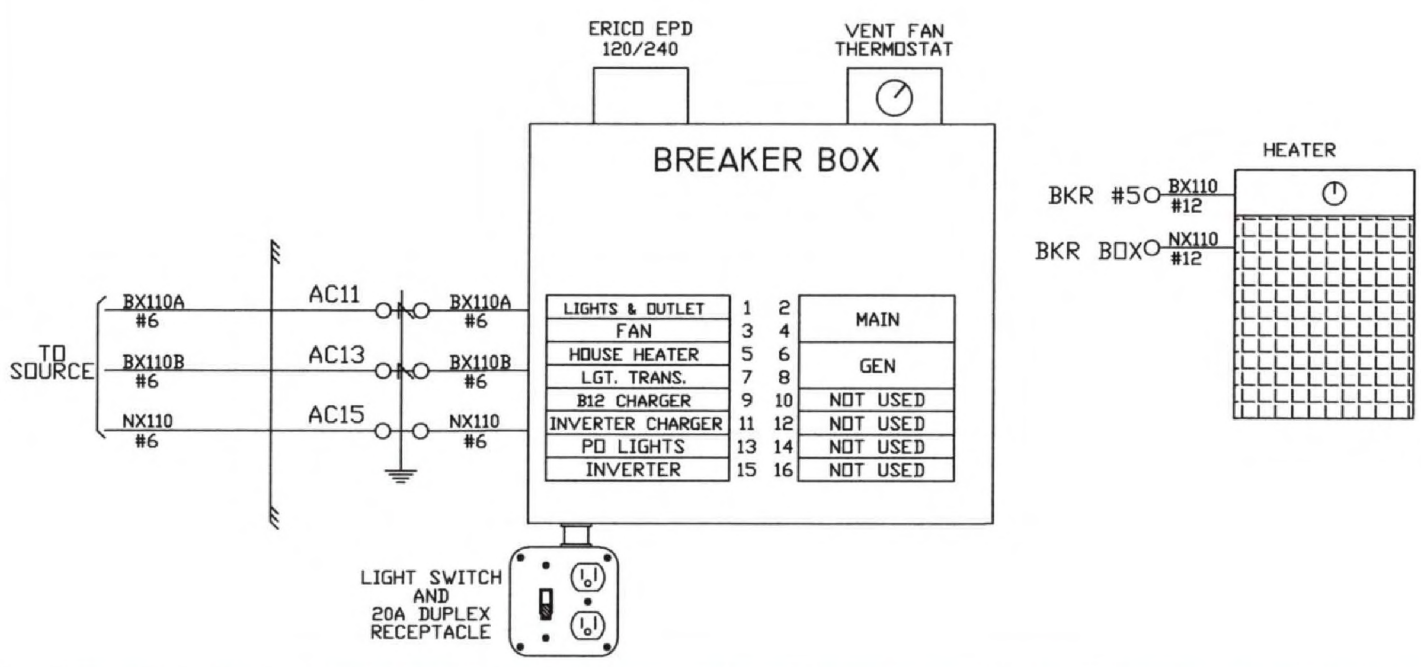 ERICO EPD
120/240
VENT FAN
THERMOSTAT
BREAKER BOX
HEATER
BKR #5 BX110
#12
BKR BOX NX110
#12
TO
SOURCE
BX110A AC11 BX110A
#6 #6
BX110B AC13 BX110B
#6 #6
NX110 AC15 NX110
#6 #6
LIGHTS & OUTLET 1 2 MAIN
FAN 3 4
HOUSE HEATER 5 6 GEN
LGT. TRANS. 7 8
B12 CHARGER 9 10 NOT USED
INVERTER CHARGER 11 12 NOT USED
PO LIGHTS 13 14 NOT USED
INVERTER 15 16 NOT USED
LIGHT SWITCH
AND
20A DUPLEX
RECEPTACLE